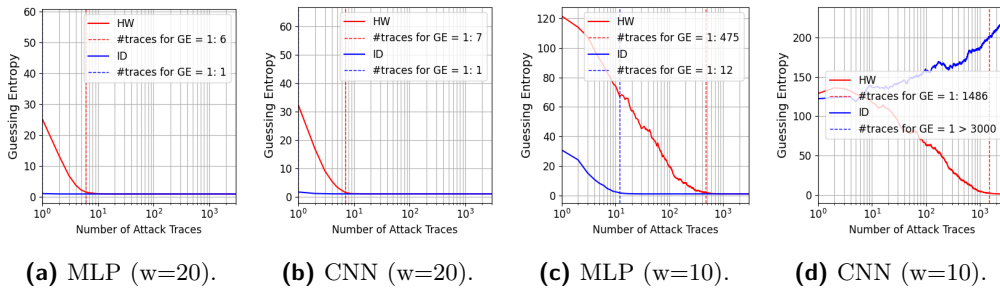 Guessing Entropy
60
50
40
30
20
10
0
HW
#traces for GE = 1: 6
ID
#traces for GE = 1: 1
10^0 10^1 10^2 10^3
Number of Attack Traces
(a) MLP (w=20).
Guessing Entropy
60
50
40
30
20
10
0
HW
#traces for GE = 1: 7
ID
#traces for GE = 1: 1
10^0 10^1 10^2 10^3
Number of Attack Traces
(b) CNN (w=20).
Guessing Entropy
120
100
80
60
40
20
0
HW
#traces for GE = 1: 475
ID
#traces for GE = 1: 12
10^0 10^1 10^2 10^3
Number of Attack Traces
(c) MLP (w=10).
Guessing Entropy
200
150
100
50
0
HW
#traces for GE = 1: 1486
ID
#traces for GE = 1 > 3000
10^0 10^1 10^2 10^3
Number of Attack Traces
(d) CNN (w=10).